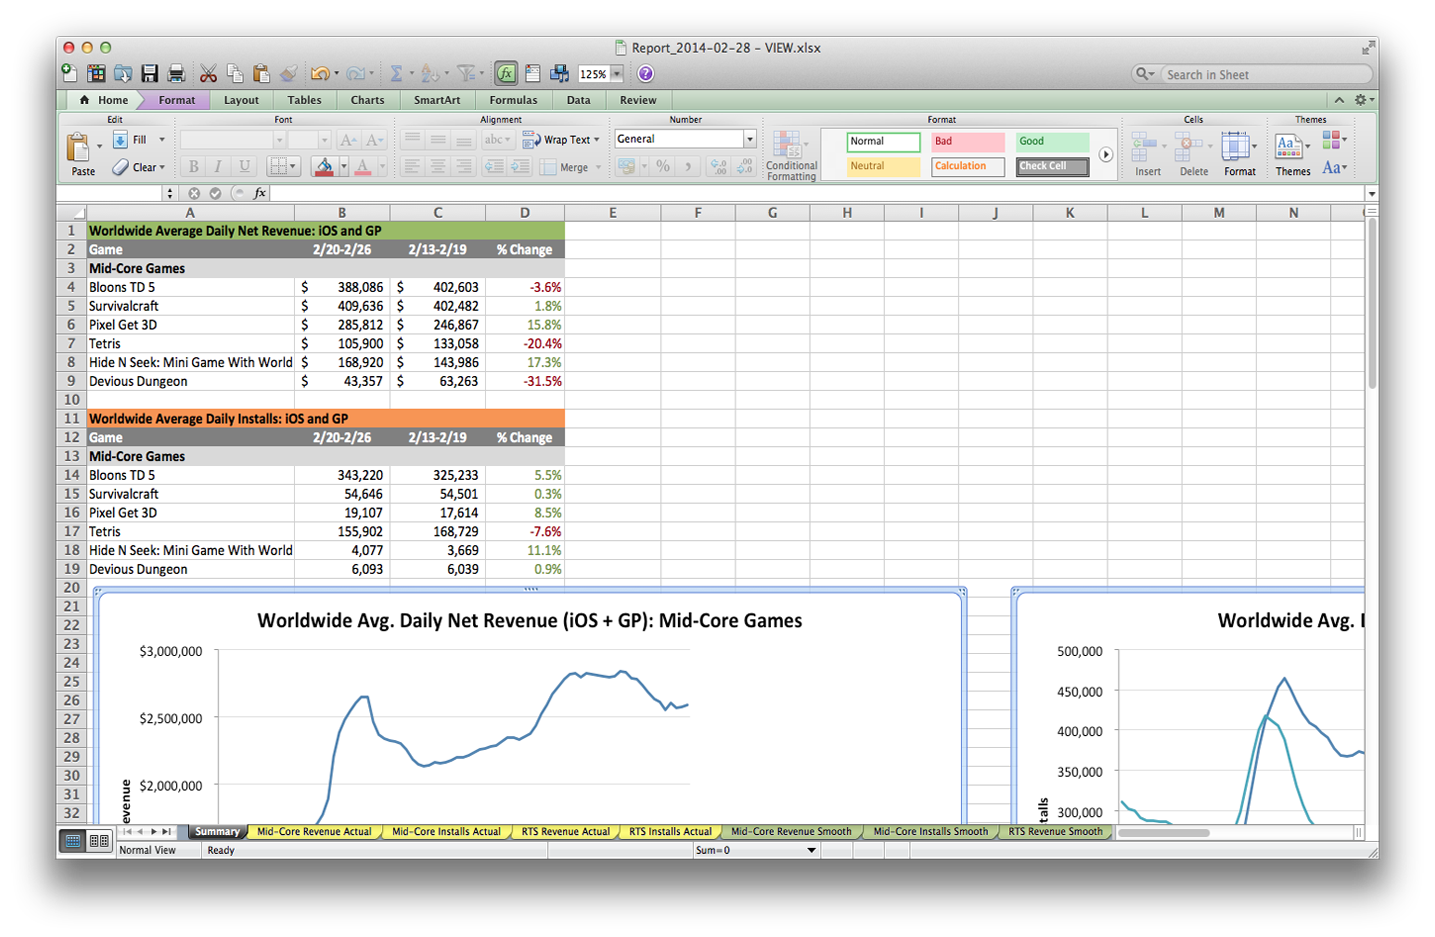 Report_2014-02-28 – VIEW.xlsx
125%
Search in Sheet
Home Format Layout Tables Charts SmartArt Formulas Data Review
Edit Font Alignment Number Format Cells Themes
Paste Fill Clear
B I U A
abc Wrap Text Merge
General
%
Conditional Formatting
Normal Bad Good
Neutral Calculation Check Cell
Insert Delete Format Themes Aa
fx
A B C D E F G H I J K L M N
1 Worldwide Average Daily Net Revenue: iOS and GP
2 Game 2/20-2/26 2/13-2/19 % Change
3 Mid-Core Games
4 Bloons TD 5 $ 388,086 $ 402,603 -3.6%
5 Survivalcraft $ 409,636 $ 402,482 1.8%
6 Pixel Get 3D $ 285,812 $ 246,867 15.8%
7 Tetris $ 105,900 $ 133,058 -20.4%
8 Hide N Seek: Mini Game With World $ 168,920 $ 143,986 17.3%
9 Devious Dungeon $ 43,357 $ 63,263 -31.5%
10
11 Worldwide Average Daily Installs: iOS and GP
12 Game 2/20-2/26 2/13-2/19 % Change
13 Mid-Core Games
14 Bloons TD 5 343,220 325,233 5.5%
15 Survivalcraft 54,646 54,501 0.3%
16 Pixel Get 3D 19,107 17,614 8.5%
17 Tetris 155,902 168,729 -7.6%
18 Hide N Seek: Mini Game With World 4,077 3,669 11.1%
19 Devious Dungeon 6,093 6,039 0.9%
20
21
22
23
24
25
26
27
28
29
30
31
32
Worldwide Avg. Daily Net Revenue (iOS + GP): Mid-Core Games
$3,000,000
$2,500,000
$2,000,000
evenue
Worldwide Avg.
500,000
450,000
400,000
350,000
300,000
talls
Summary Mid-Core Revenue Actual Mid-Core Installs Actual RTS Revenue Actual RTS Installs Actual Mid-Core Revenue Smooth Mid-Core Installs Smooth RTS Revenue Smooth
Normal View Ready Sum=0